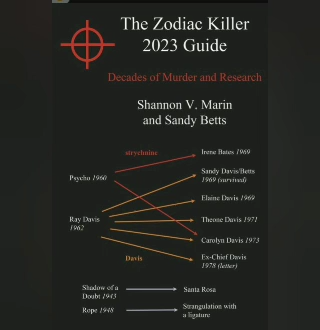 The Zodiac Killer
2023 Guide
Decades of Murder and Research
Shannon V. Marin
and Sandy Betts
strychnine
Irene Bates 1969
Psycho 1960
Sandy Davis/Betts
1969 (survived)
Elaine Davis 1969
Ray Davis
1962
Theone Davis 1971
Carolyn Davis 1973
Davis
Ex-Chief Davis
1978 (letter)
Shadow of a
Doubt 1943
Santa Rosa
Rope 1948
Strangulation with
a ligature